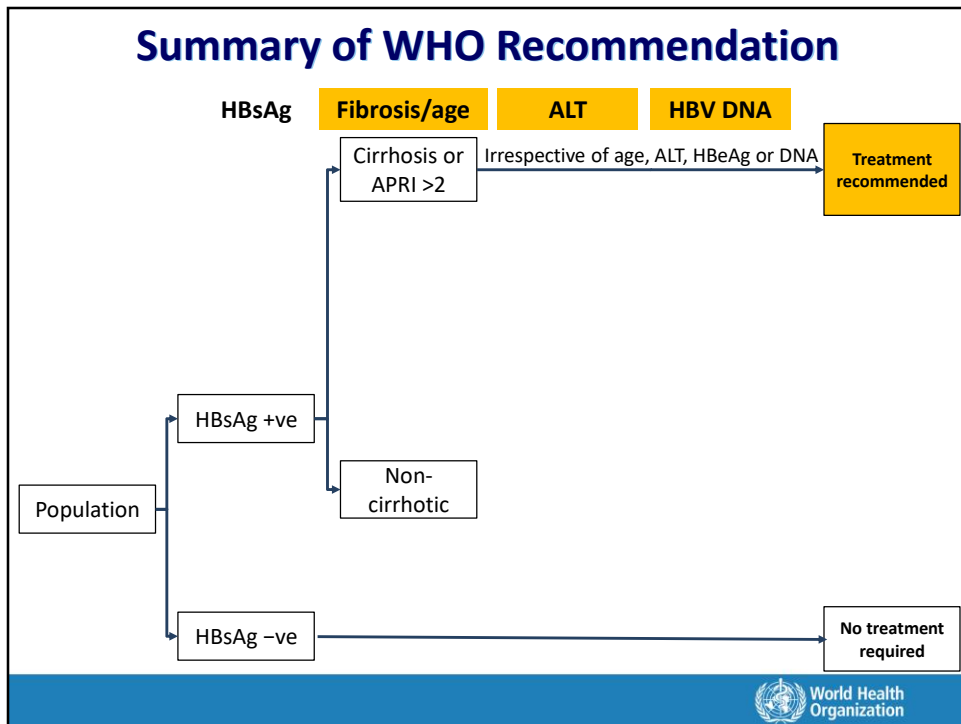 Summary of WHO Recommendation
HBsAg Fibrosis/age ALT HBV DNA
Cirrhosis or
APRI >2
Irrespective of age, ALT, HBeAg or DNA
Treatment
recommended
HBsAg +ve
Non-
cirrhotic
Population
HBsAg −ve
No treatment
required
World Health
Organization